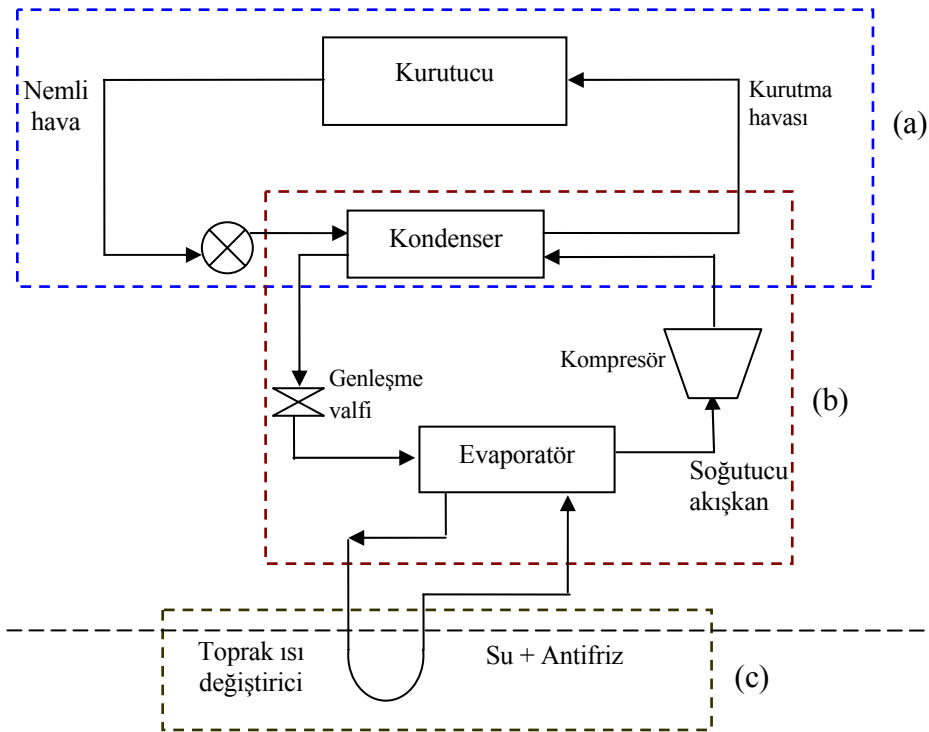 Kurutucu
Nemli
hava
Kurutma
havası
(a)
Kondenser
Kompresör
Genleşme
valfi
(b)
Evaporatör
Soğutucu
akışkan
Toprak ısı
değiştirici
Su + Antifriz
(c)